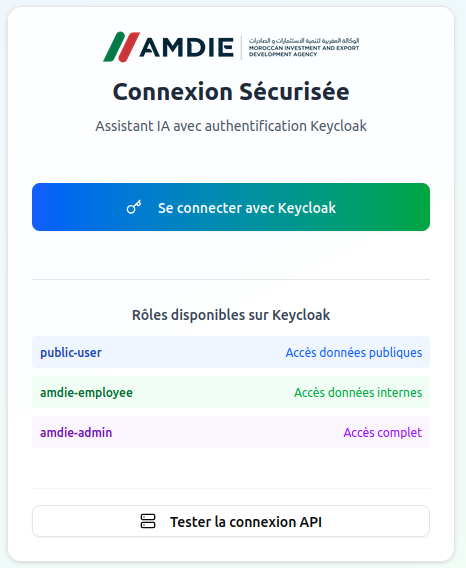 AMDIE
الوكالة المغربية لتنمية الاستثمارات و الصادرات
MOROCCAN INVESTMENT AND EXPORT
DEVELOPMENT AGENCY
Connexion Sécurisée
Assistant IA avec authentification Keycloak
Se connecter avec Keycloak
Rôles disponibles sur Keycloak
public-user Accès données publiques
amdie-employee Accès données internes
amdie-admin Accès complet
Tester la connexion API